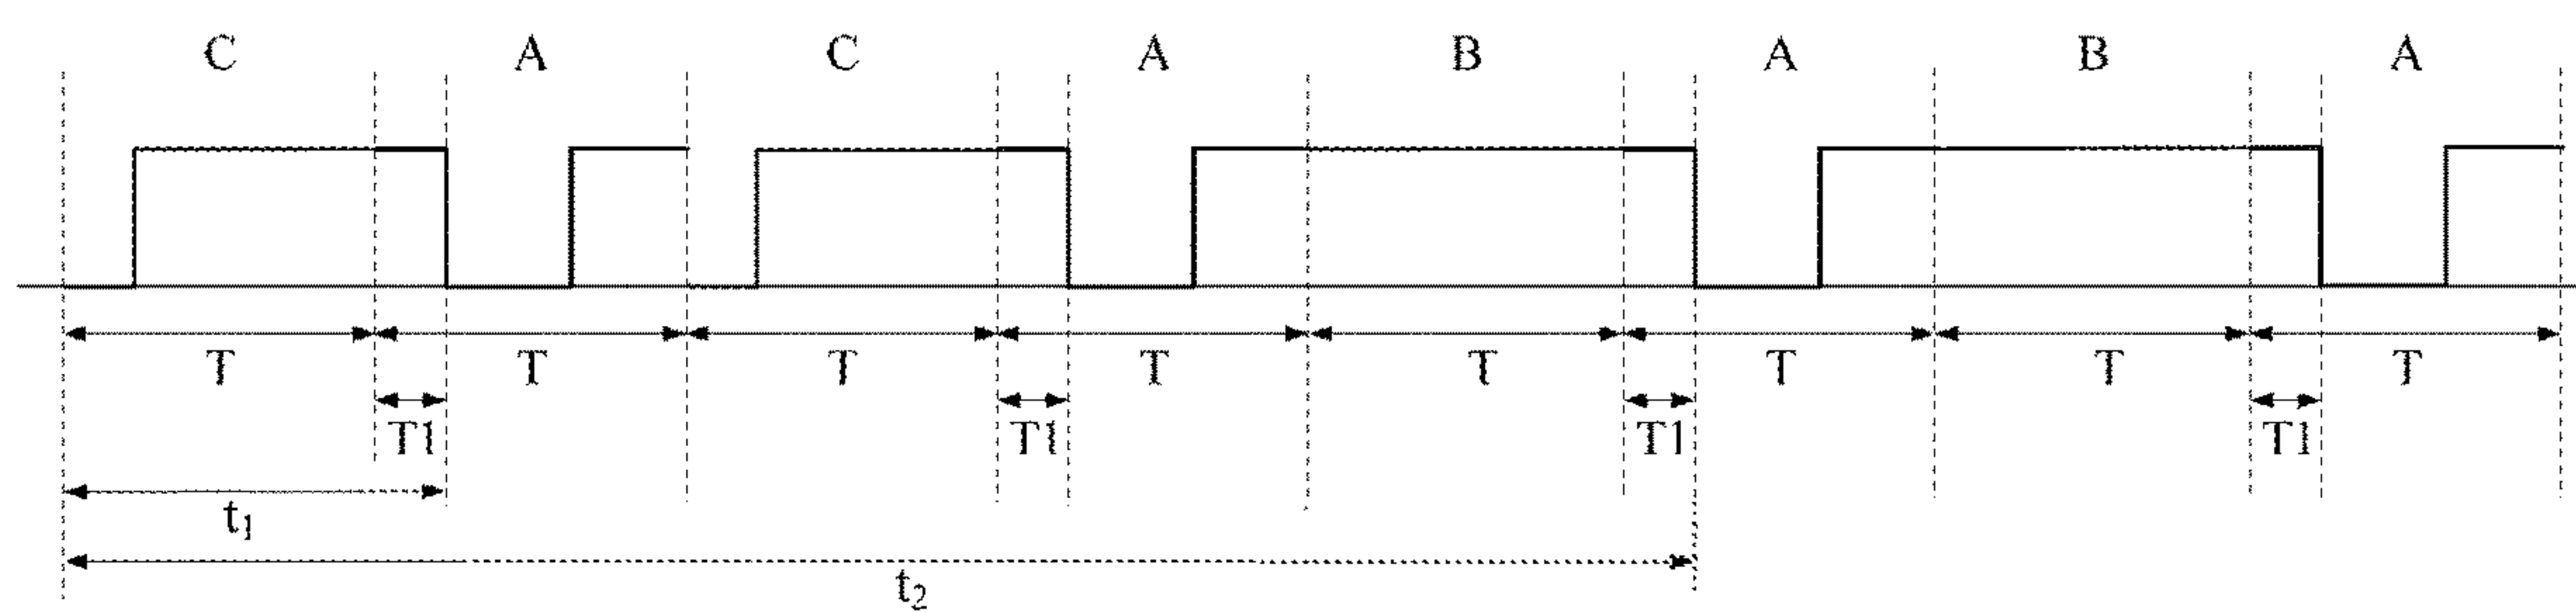 C A C A B A B A
T T T T T T T T
T1 T1 T1 T1
t₁
t₂